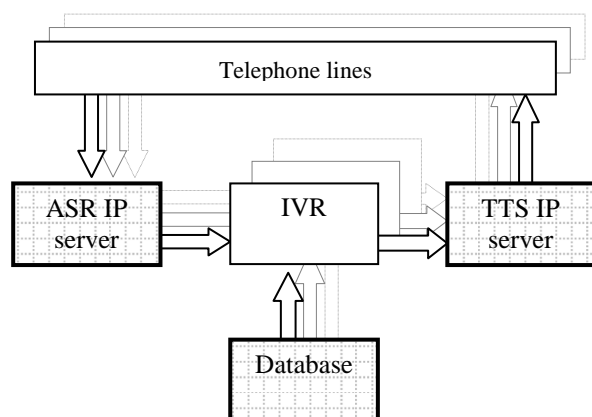 Telephone lines
ASR IP
server
IVR
TTS IP
server
Database